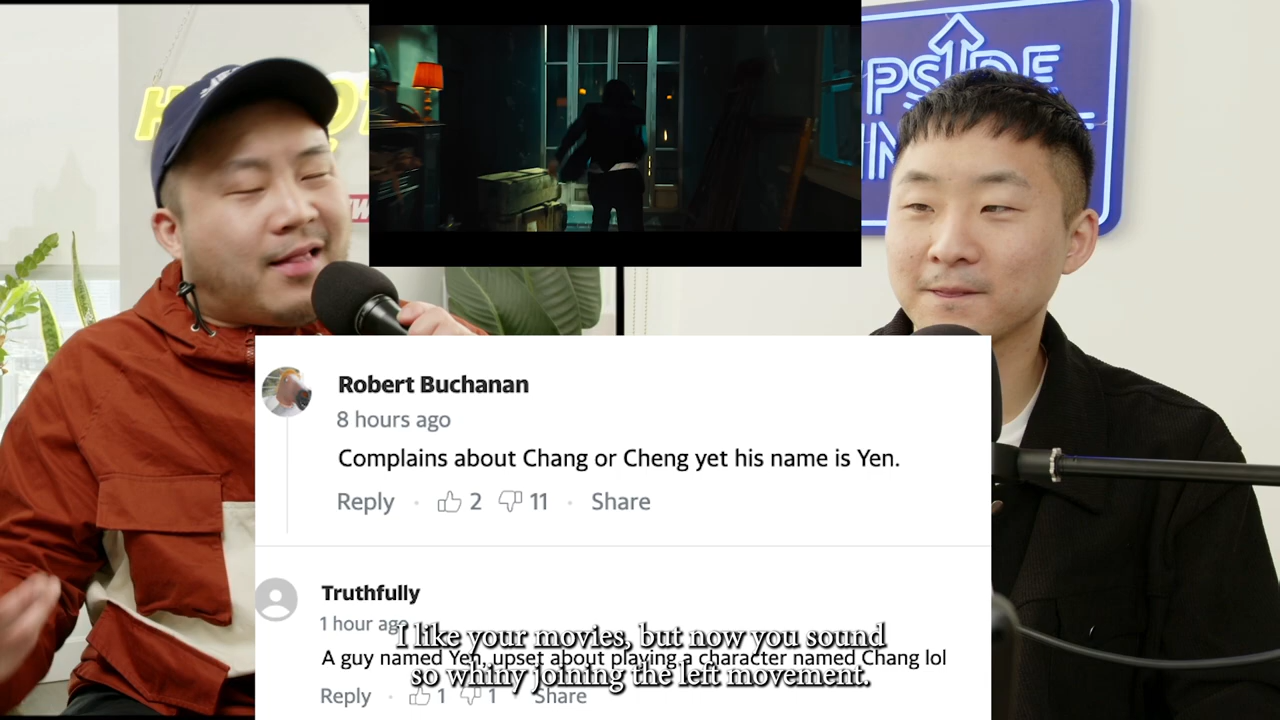 PSIDE
Robert Buchanan
8 hours ago
Complains about Chang or Cheng yet his name is Yen.
Reply · 2 11 · Share
Truthfully
1 hour ago
A guy named Yen, upset about playing a character named Chang lol
Reply · 1 1 · Share
I like your movies, but now you sound
so whiny joining the left movement.